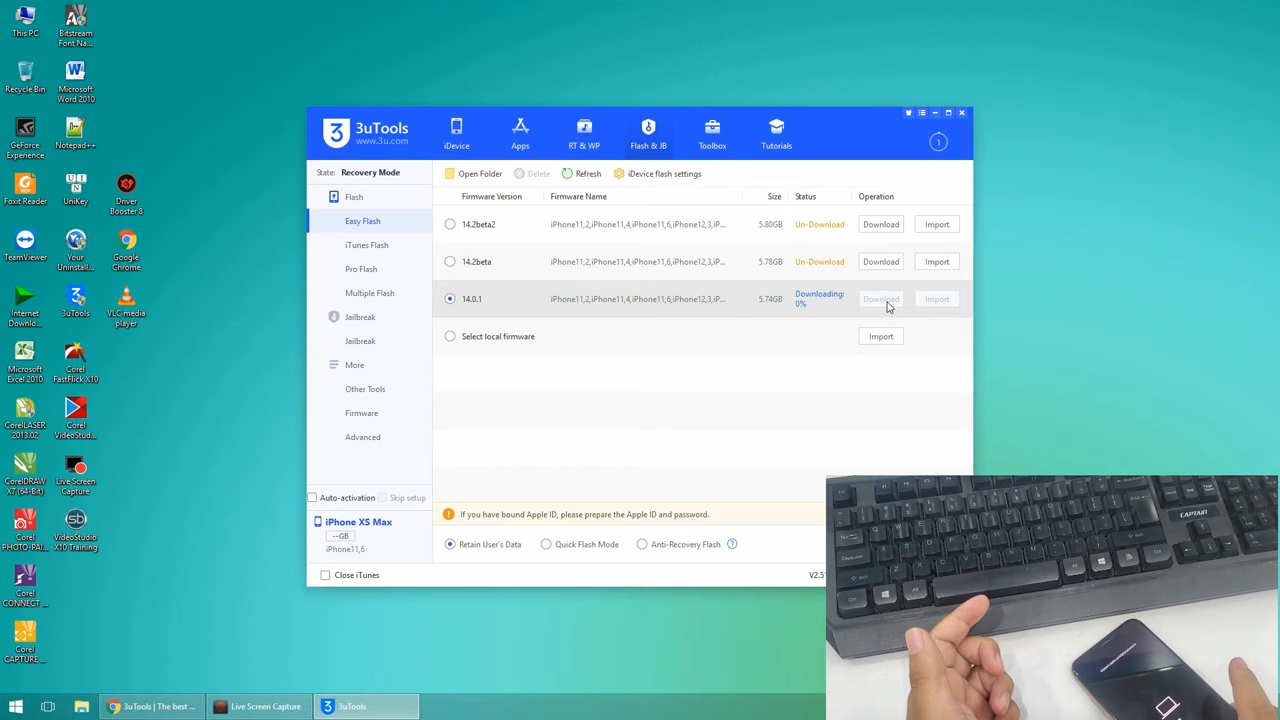 This PC
Bitstream
Font Na...
Recycle Bin
Microsoft
Word 2010
GeForce
Experience
Notepad++
Foxit Reader
UniKey
Driver
Booster 8
TeamViewer
Your
Uninstall...
Google
Chrome
Internet
Downlo...
3uTools
VLC media
player
Microsoft
Excel 2010
Corel
FastFlick X10
CorelLASER
2013.02
Corel
VideoStud...
CorelDRAW
X7 (64-Bit)
Live Screen
Capture
Corel
PHOTO-PAI...
VideoStudio
X10 Training
Corel
CONNECT ...
Corel
CAPTURE ...
3 3uTools
www.3u.com
iDevice
Apps
RT & WP
Flash & JB
Toolbox
Tutorials
1
State: Recovery Mode
Open Folder Delete Refresh iDevice flash settings
Flash
Easy Flash
iTunes Flash
Pro Flash
Multiple Flash
Jailbreak
Jailbreak
More
Other Tools
Firmware
Advanced
Firmware Version Firmware Name Size Status Operation
14.2beta2 iPhone11,2,iPhone11,4,iPhone11,6,iPhone12,3,iP... 5.80GB Un-Download Download Import
14.2beta iPhone11,2,iPhone11,4,iPhone11,6,iPhone12,3,iP... 5.78GB Un-Download Download Import
14.0.1 iPhone11,2,iPhone11,4,iPhone11,6,iPhone12,3,iP... 5.74GB Downloading: 0% Download Import
Select local firmware Import
Auto-activation Skip setup
If you have bound Apple ID, please prepare the Apple ID and password.
iPhone XS Max
--GB
iPhone11,6
Retain User's Data Quick Flash Mode Anti-Recovery Flash ?
Close iTunes
V2.5
CAPTAIN
3uTools | The best ...
Live Screen Capture
3uTools